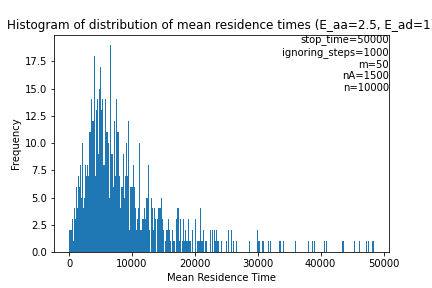 Histogram of distribution of mean residence times (E_aa=2.5, E_ad=1
stop_time=50000
ignoring_steps=1000
m=50
nA=1500
n=10000
17.5
15.0
12.5
10.0
7.5
5.0
2.5
0.0
Frequency
0 10000 20000 30000 40000 50000
Mean Residence Time